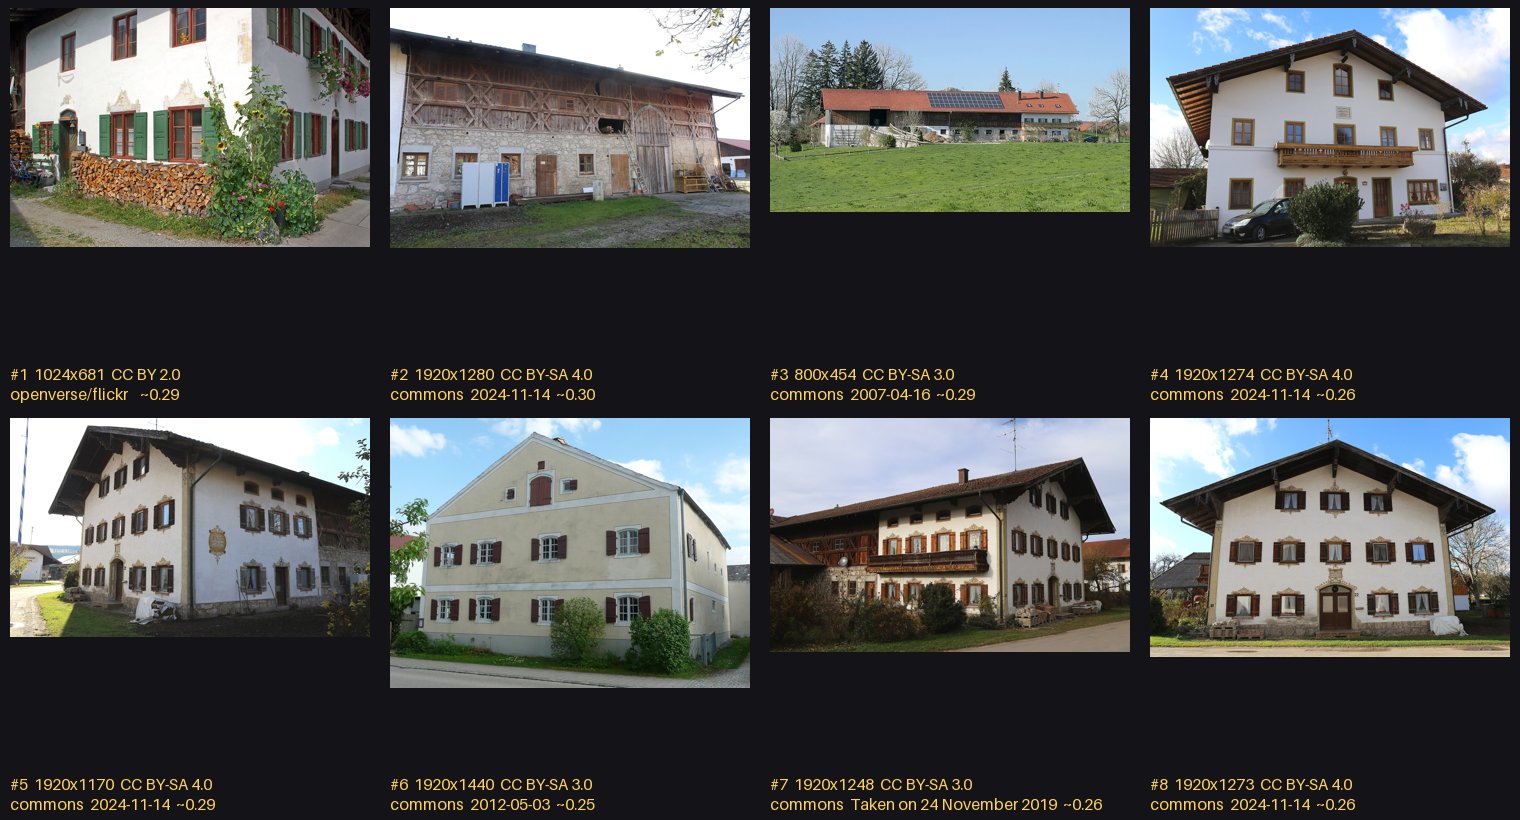 #1 1024x681 CC BY 2.0
openverse/flickr ~0.29
#2 1920x1280 CC BY-SA 4.0
commons 2024-11-14 ~0.30
#3 800x454 CC BY-SA 3.0
commons 2007-04-16 ~0.29
#4 1920x1274 CC BY-SA 4.0
commons 2024-11-14 ~0.26
#5 1920x1170 CC BY-SA 4.0
commons 2024-11-14 ~0.29
#6 1920x1440 CC BY-SA 3.0
commons 2012-05-03 ~0.25
#7 1920x1248 CC BY-SA 3.0
commons Taken on 24 November 2019 ~0.26
#8 1920x1273 CC BY-SA 4.0
commons 2024-11-14 ~0.26